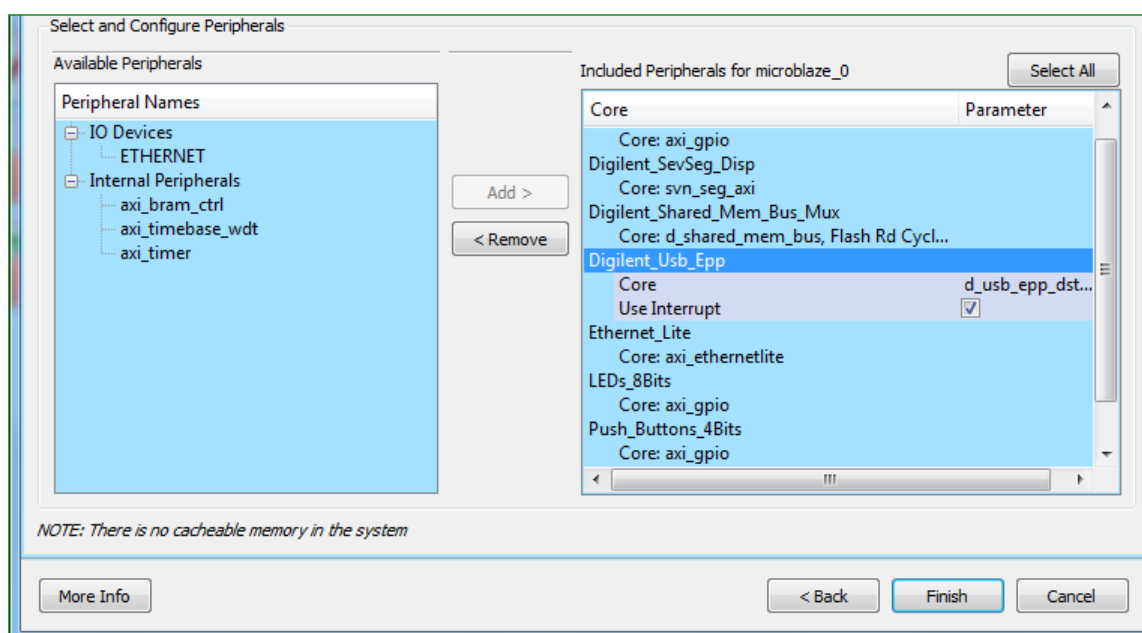 Select and Configure Peripherals
Available Peripherals
Included Peripherals for microblaze_0
Select All
Peripheral Names
IO Devices
ETHERNET
Internal Peripherals
axi_bram_ctrl
axi_timebase_wdt
axi_timer
Add >
< Remove
Core Parameter
Core: axi_gpio
Digilent_SevSeg_Disp
Core: svn_seg_axi
Digilent_Shared_Mem_Bus_Mux
Core: d_shared_mem_bus, Flash Rd Cycl...
Digilent_Usb_Epp
Core d_usb_epp_dst...
Use Interrupt
Ethernet_Lite
Core: axi_ethernetlite
LEDs_8Bits
Core: axi_gpio
Push_Buttons_4Bits
Core: axi_gpio
NOTE: There is no cacheable memory in the system
More Info
< Back
Finish
Cancel